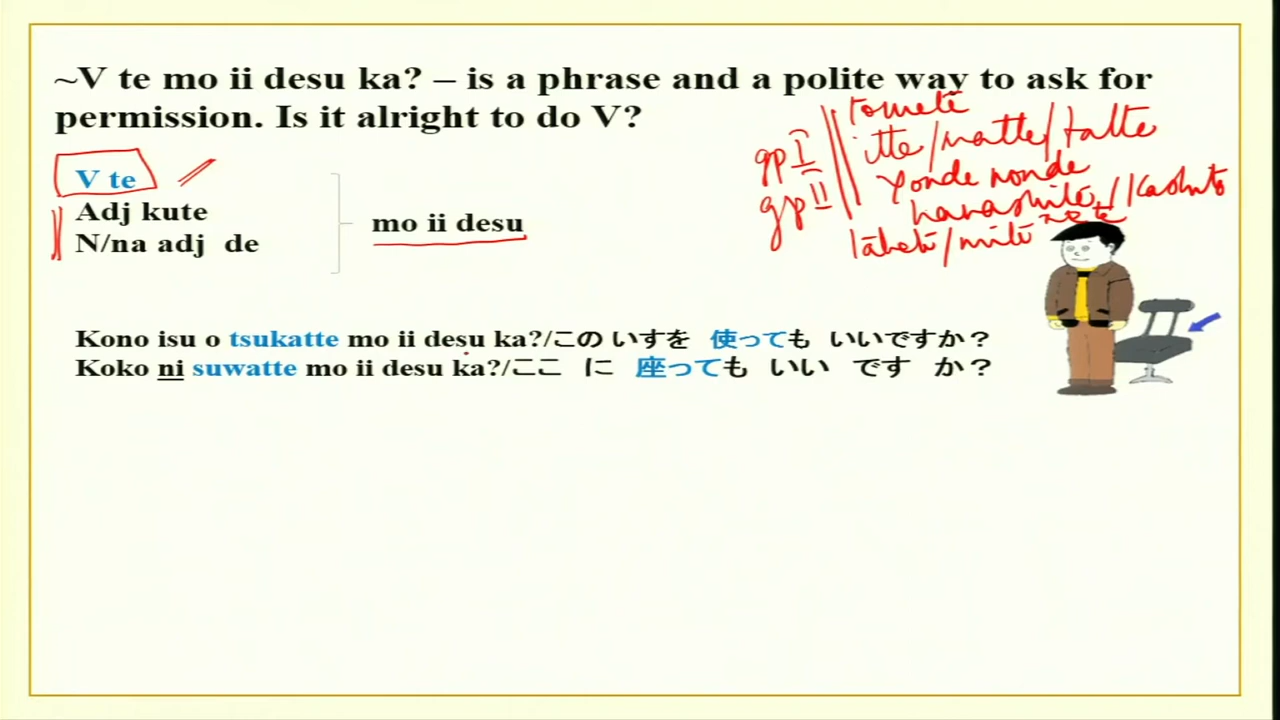 ~V te mo ii desu ka? – is a phrase and a polite way to ask for
permission. Is it alright to do V?
V te
Adj kute
N/na adj de
mo ii desu
gp I
gp II
itte/matte/tatte
yonde nonde
hanashite
tabete/mite
Kono isu o tsukatte mo ii desu ka?/この いすを 使っても いいですか？
Koko ni suwatte mo ii desu ka?/ここ に 座っても いい です か？